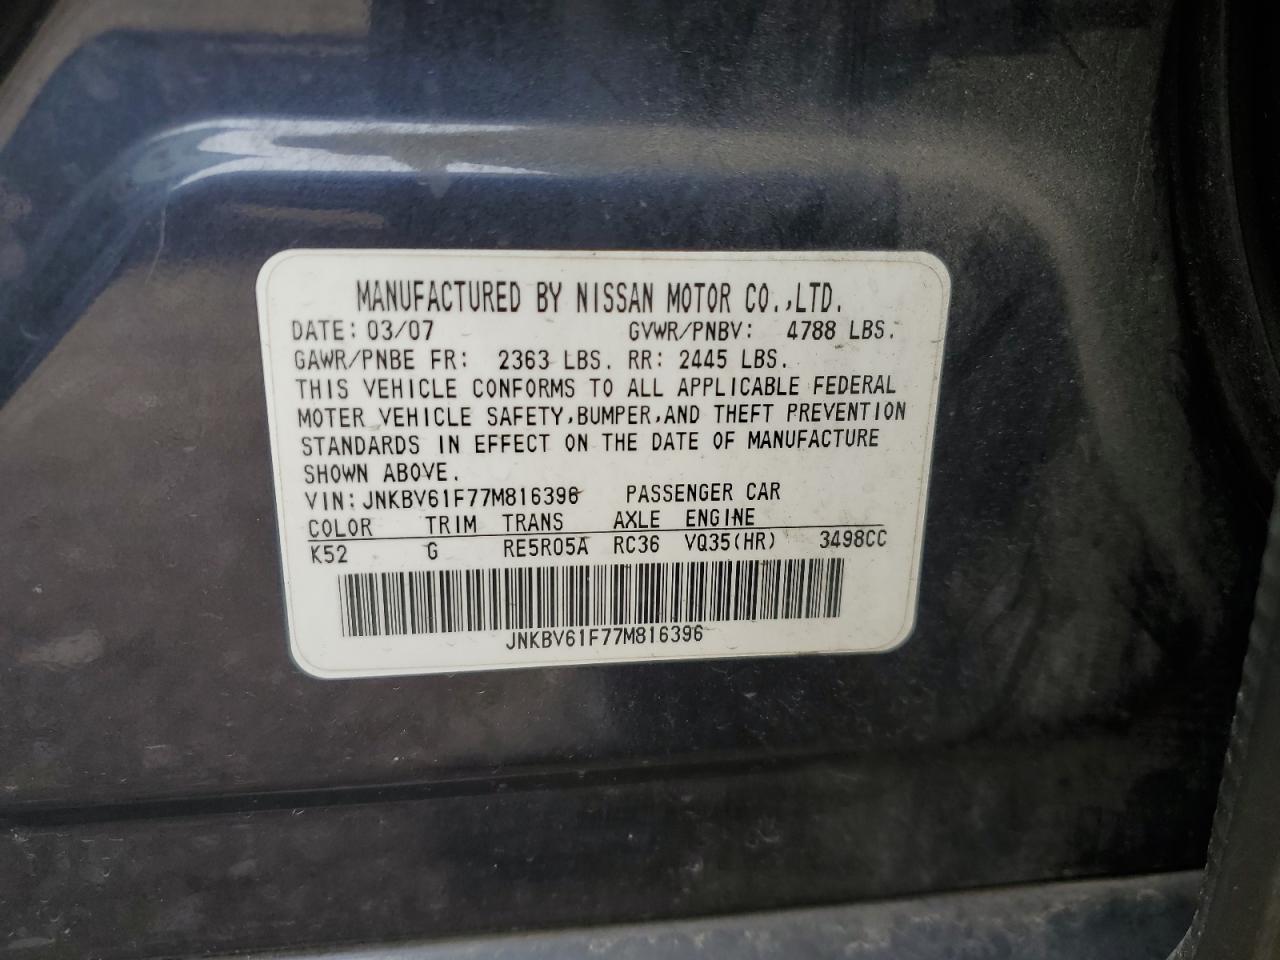 MANUFACTURED BY NISSAN MOTOR CO.,LTD.
DATE: 03/07 GVWR/PNBV: 4788 LBS.
GAWR/PNBE FR: 2363 LBS. RR: 2445 LBS.
THIS VEHICLE CONFORMS TO ALL APPLICABLE FEDERAL
MOTER VEHICLE SAFETY,BUMPER,AND THEFT PREVENTION
STANDARDS IN EFFECT ON THE DATE OF MANUFACTURE
SHOWN ABOVE.
VIN: JNKBV61F77M816396 PASSENGER CAR
COLOR TRIM TRANS AXLE ENGINE
K52 G RE5R05A RC36 VQ35(HR) 3498CC
JNKBV61F77M816396